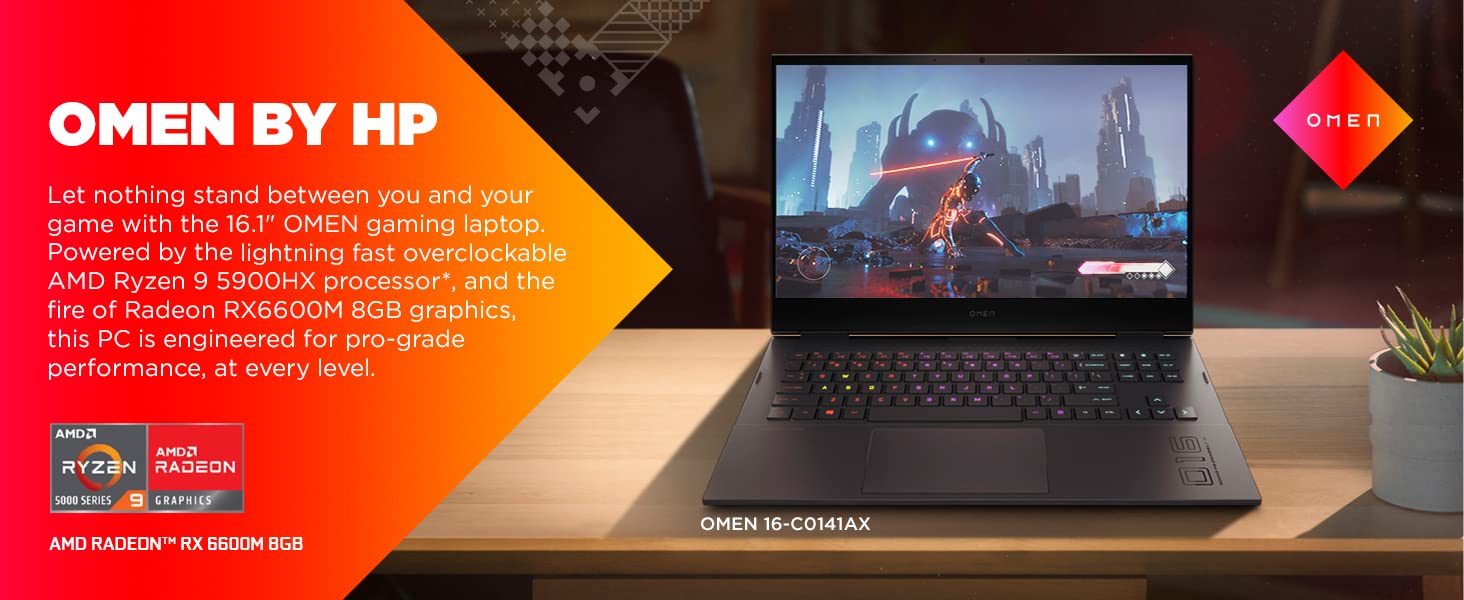 OMEN BY HP
Let nothing stand between you and your
game with the 16.1" OMEN gaming laptop.
Powered by the lightning fast overclockable
AMD Ryzen 9 5900HX processor*, and the
fire of Radeon RX6600M 8GB graphics,
this PC is engineered for pro-grade
performance, at every level.
AMD
RYZEN
5000 SERIES 9
AMD
RADEON
GRAPHICS
AMD RADEON™ RX 6600M 8GB
OMEN
OMEN
016
OMEN 16-C0141AX